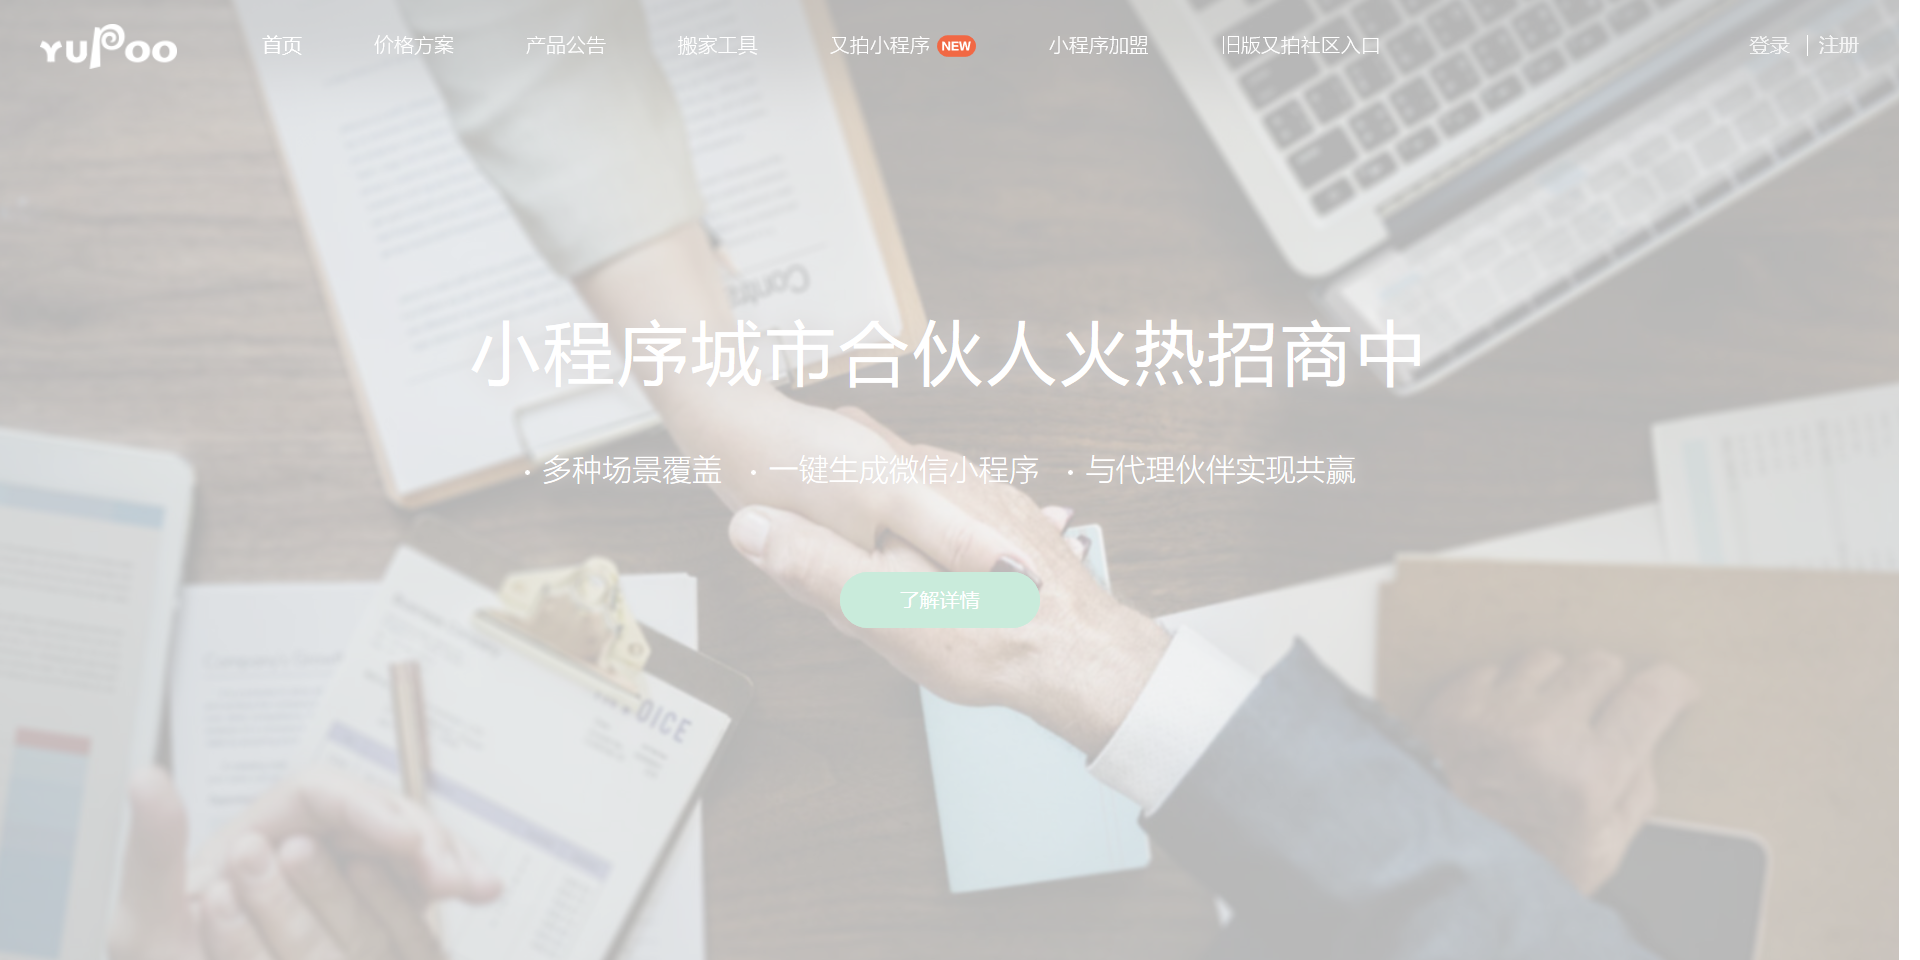 YUPOO
首页 价格方案 产品公告 搬家工具 又拍小程序 NEW 小程序加盟 旧版又拍社区入口 登录 | 注册
小程序城市合伙人火热招商中
· 多种场景覆盖 · 一键生成微信小程序 · 与代理伙伴实现共赢
了解详情